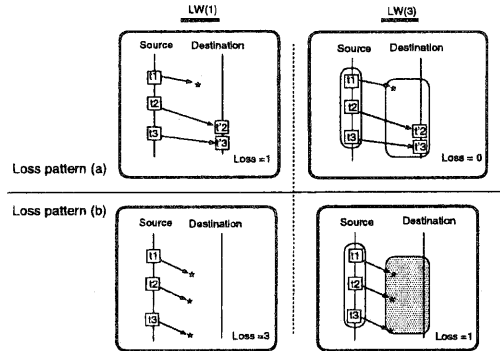 LW(1)
LW(3)
Source Destination
t1
t2
t3
t'2
t'3
Loss =1
Source Destination
t1
t2
t3
t'2
t'3
Loss = 0
Loss pattern (a)
Loss pattern (b)
Source Destination
t1
t2
t3
Loss =3
Source Destination
t1
t2
t3
Loss =1